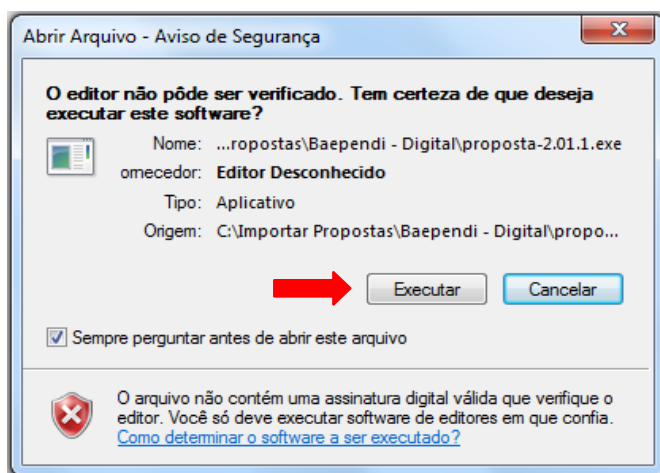 Abrir Arquivo - Aviso de Segurança
O editor não pôde ser verificado. Tem certeza de que deseja
executar este software?
Nome: ...ropostas\Baependi - Digital\proposta-2.01.1.exe
ornecedor: Editor Desconhecido
Tipo: Aplicativo
Origem: C:\Importar Propostas\Baependi - Digital\propo...
Executar Cancelar
Sempre perguntar antes de abrir este arquivo
O arquivo não contém uma assinatura digital válida que verifique o
editor. Você só deve executar software de editores em que confia.
Como determinar o software a ser executado?